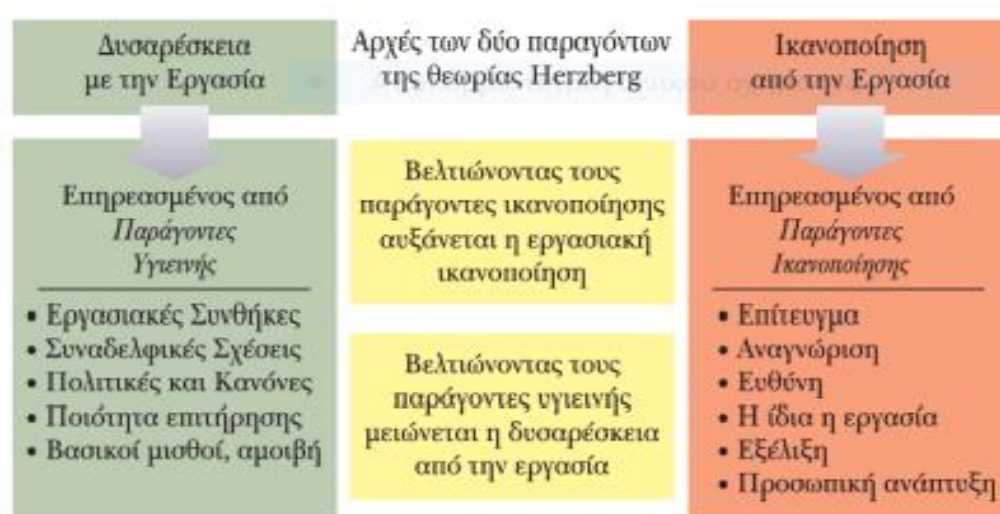 Δυσαρέσκεια
με την Εργασία
Αρχές των δύο παραγόντων
της θεωρίας Herzberg
Ικανοποίηση
από την Εργασία
Επηρεασμένος από
Παράγοντες
Υγιεινής
• Εργασιακές Συνθήκες
• Συναδελφικές Σχέσεις
• Πολιτικές και Κανόνες
• Ποιότητα επιτήρησης
• Βασικοί μισθοί, αμοιβή
Βελτιώνοντας τους
παράγοντες ικανοποίησης
αυξάνεται η εργασιακή
ικανοποίηση
Βελτιώνοντας τους
παράγοντες υγιεινής
μειώνεται η δυσαρέσκεια
από την εργασία
Επηρεασμένος από
Παράγοντες
Ικανοποίησης
• Επίτευγμα
• Αναγνώριση
• Ευθύνη
• Η ίδια η εργασία
• Εξέλιξη
• Προσωπική ανάπτυξη